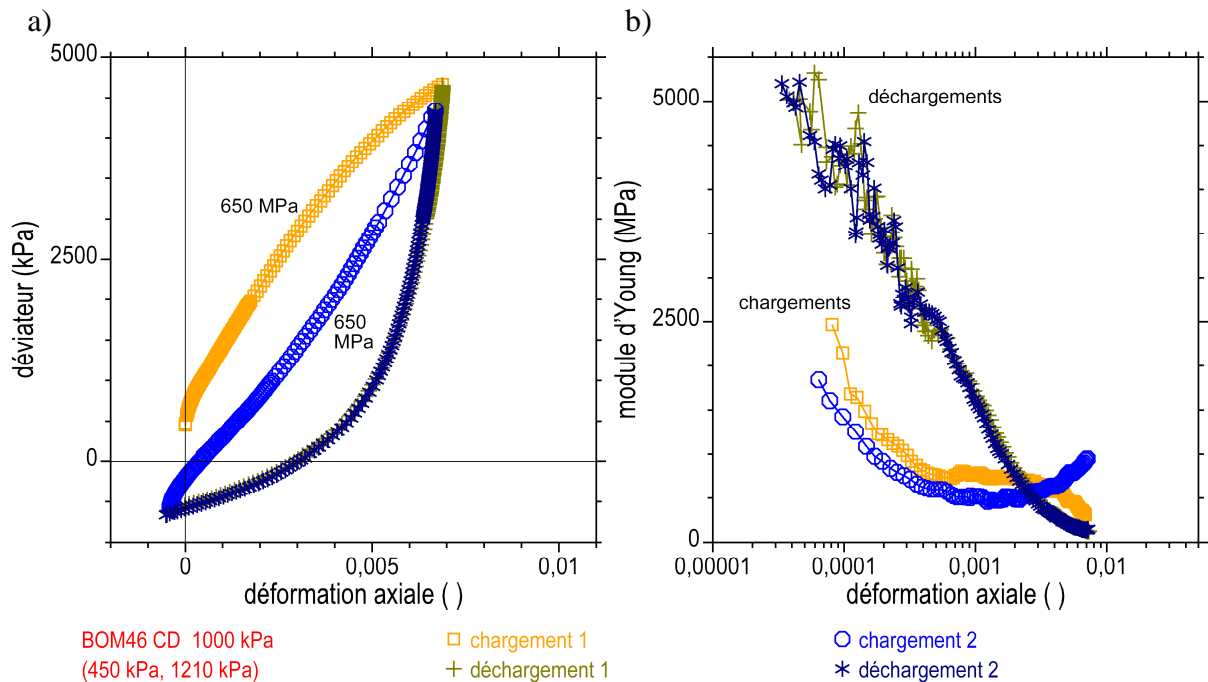 a)
5000
2500
0
déviateur (kPa)
650 MPa
650
MPa
0
0,005
0,01
déformation axiale ( )
b)
5000
2500
0
module d'Young (MPa)
déchargements
chargements
0,00001
0,0001
0,001
0,01
déformation axiale ( )
BOM46 CD 1000 kPa
(450 kPa, 1210 kPa)
chargement 1
déchargement 1
chargement 2
déchargement 2